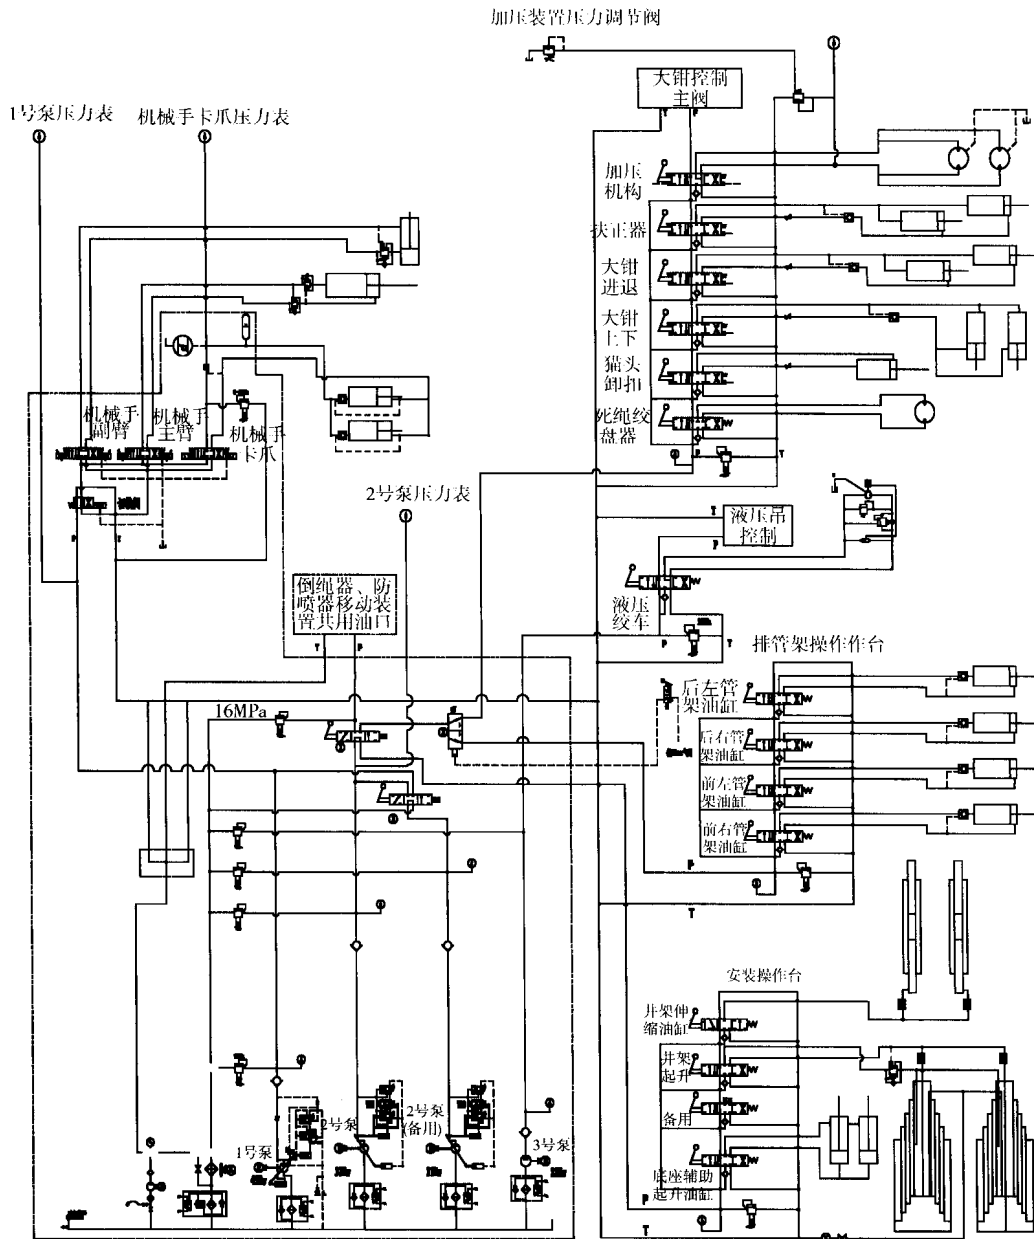 加压装置压力调节阀
大钳控制
主阀
T
P
1号泵压力表
机械手卡爪压力表
加压
机构
扶正器
大钳
进退
大钳
上下
猫头
卸扣
死绳绞
盘器
P
T
机械手
副臂
机械手
主臂
机械手
卡爪
P
T
2号泵压力表
T
液压吊
控制
P
倒绳器、防
喷器移动装
置共用油口
T
P
液压
绞车
P
T
排管架操作作台
16MPa
后左管
架油缸
后右管
架油缸
前左管
架油缸
前右管
架油缸
P
T
安装操作台
井架伸
缩油缸
井架
起升
备用
底座辅助
起升油缸
P
T
1号泵
2号泵
2号泵
(备用)
3号泵